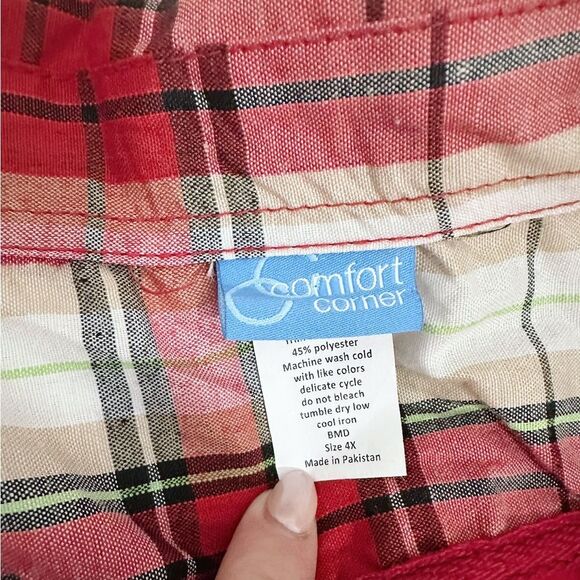 comfort
corner
45% polyester
Machine wash cold
with like colors
delicate cycle
do not bleach
tumble dry low
cool iron
BMD
Size 4X
Made in Pakistan